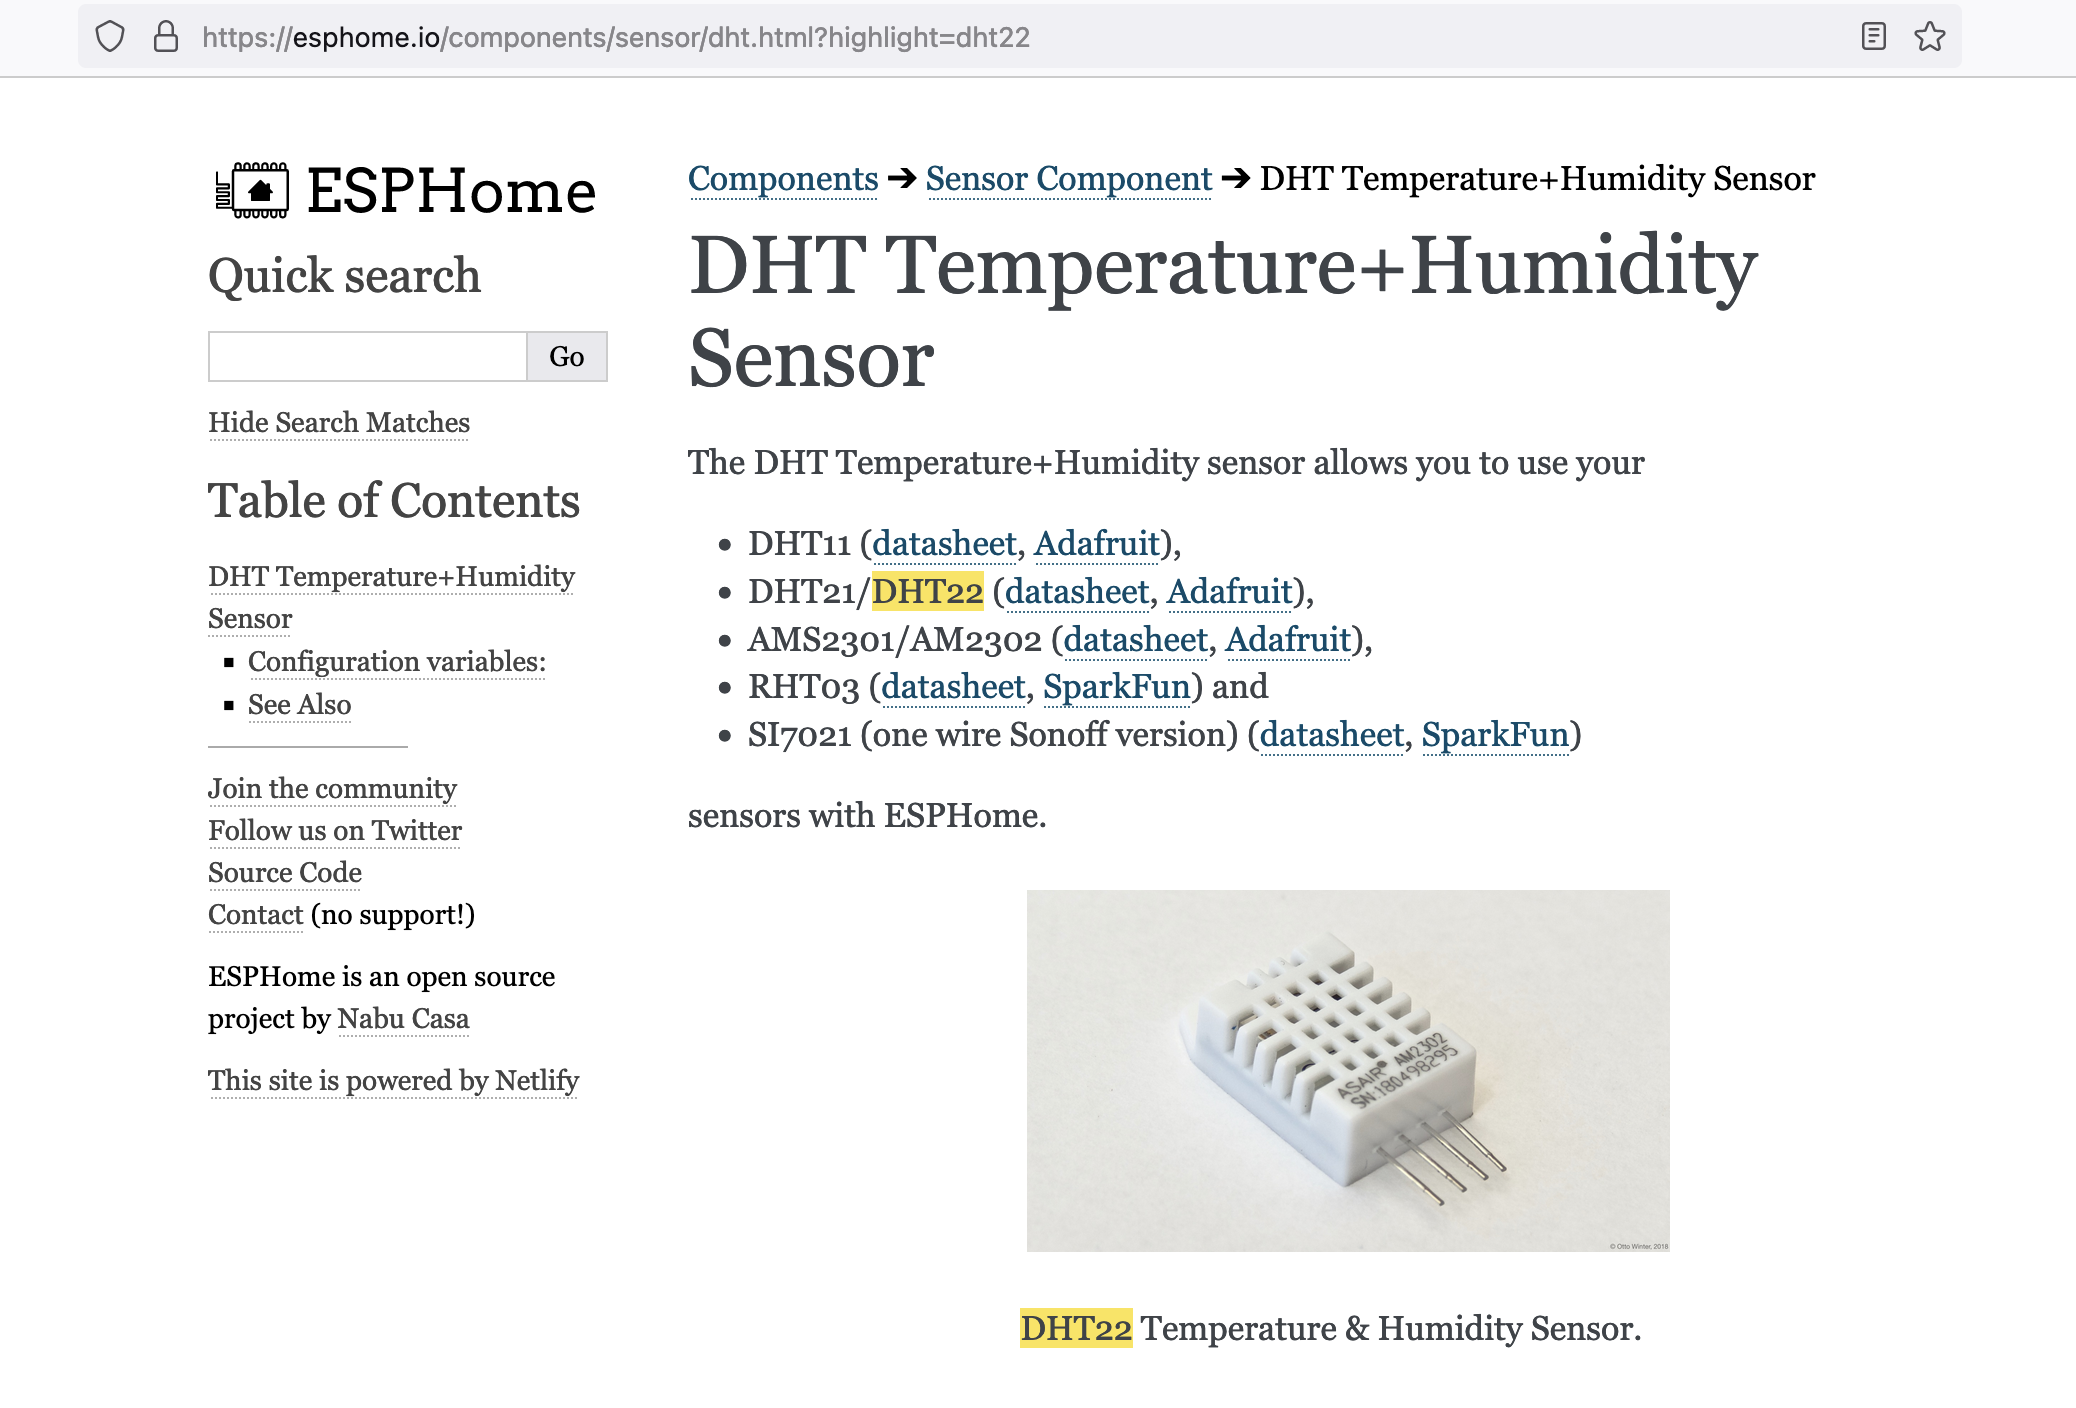 https://esphome.io/components/sensor/dht.html?highlight=dht22
ESPHome
Quick search
Go
Hide Search Matches
Table of Contents
DHT Temperature+Humidity
Sensor
Configuration variables:
See Also
Join the community
Follow us on Twitter
Source Code
Contact (no support!)
ESPHome is an open source
project by Nabu Casa
This site is powered by Netlify
Components ➔ Sensor Component ➔ DHT Temperature+Humidity Sensor
DHT Temperature+Humidity
Sensor
The DHT Temperature+Humidity sensor allows you to use your
• DHT11 (datasheet, Adafruit),
• DHT21/DHT22 (datasheet, Adafruit),
• AMS2301/AM2302 (datasheet, Adafruit),
• RHT03 (datasheet, SparkFun) and
• SI7021 (one wire Sonoff version) (datasheet, SparkFun)
sensors with ESPHome.
ASAIR® AM2302
SN:180498295
© Otto Winter, 2018
DHT22 Temperature & Humidity Sensor.